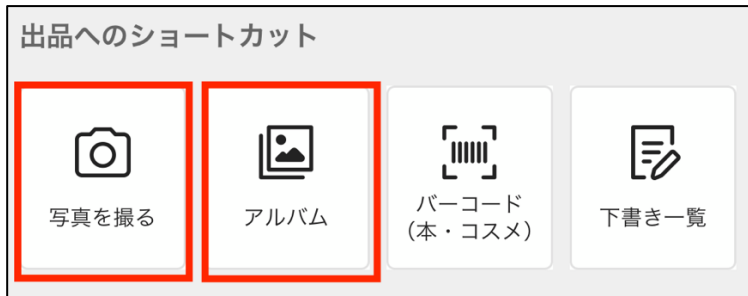 出品へのショートカット
写真を撮る
アルバム
バーコード
(本・コスメ)
下書き一覧